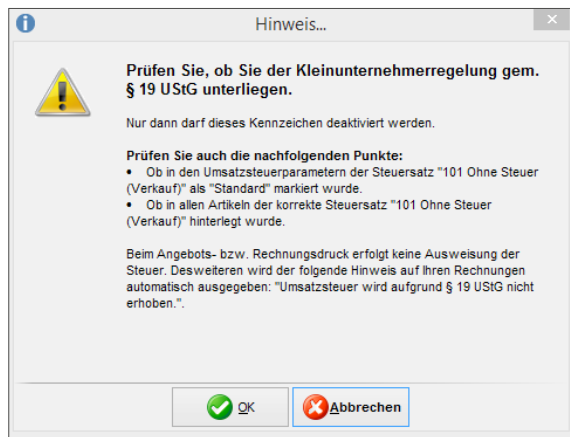 Hinweis...
Prüfen Sie, ob Sie der Kleinunternehmerregelung gem.
§ 19 UStG unterliegen.
Nur dann darf dieses Kennzeichen deaktiviert werden.
Prüfen Sie auch die nachfolgenden Punkte:
• Ob in den Umsatzsteuerparametern der Steuersatz "101 Ohne Steuer
(Verkauf)" als "Standard" markiert wurde.
• Ob in allen Artikeln der korrekte Steuersatz "101 Ohne Steuer
(Verkauf)" hinterlegt wurde.
Beim Angebots- bzw. Rechnungsdruck erfolgt keine Ausweisung der
Steuer. Desweiteren wird der folgende Hinweis auf Ihren Rechnungen
automatisch ausgegeben: "Umsatzsteuer wird aufgrund § 19 UStG nicht
erhoben.".
OK
Abbrechen